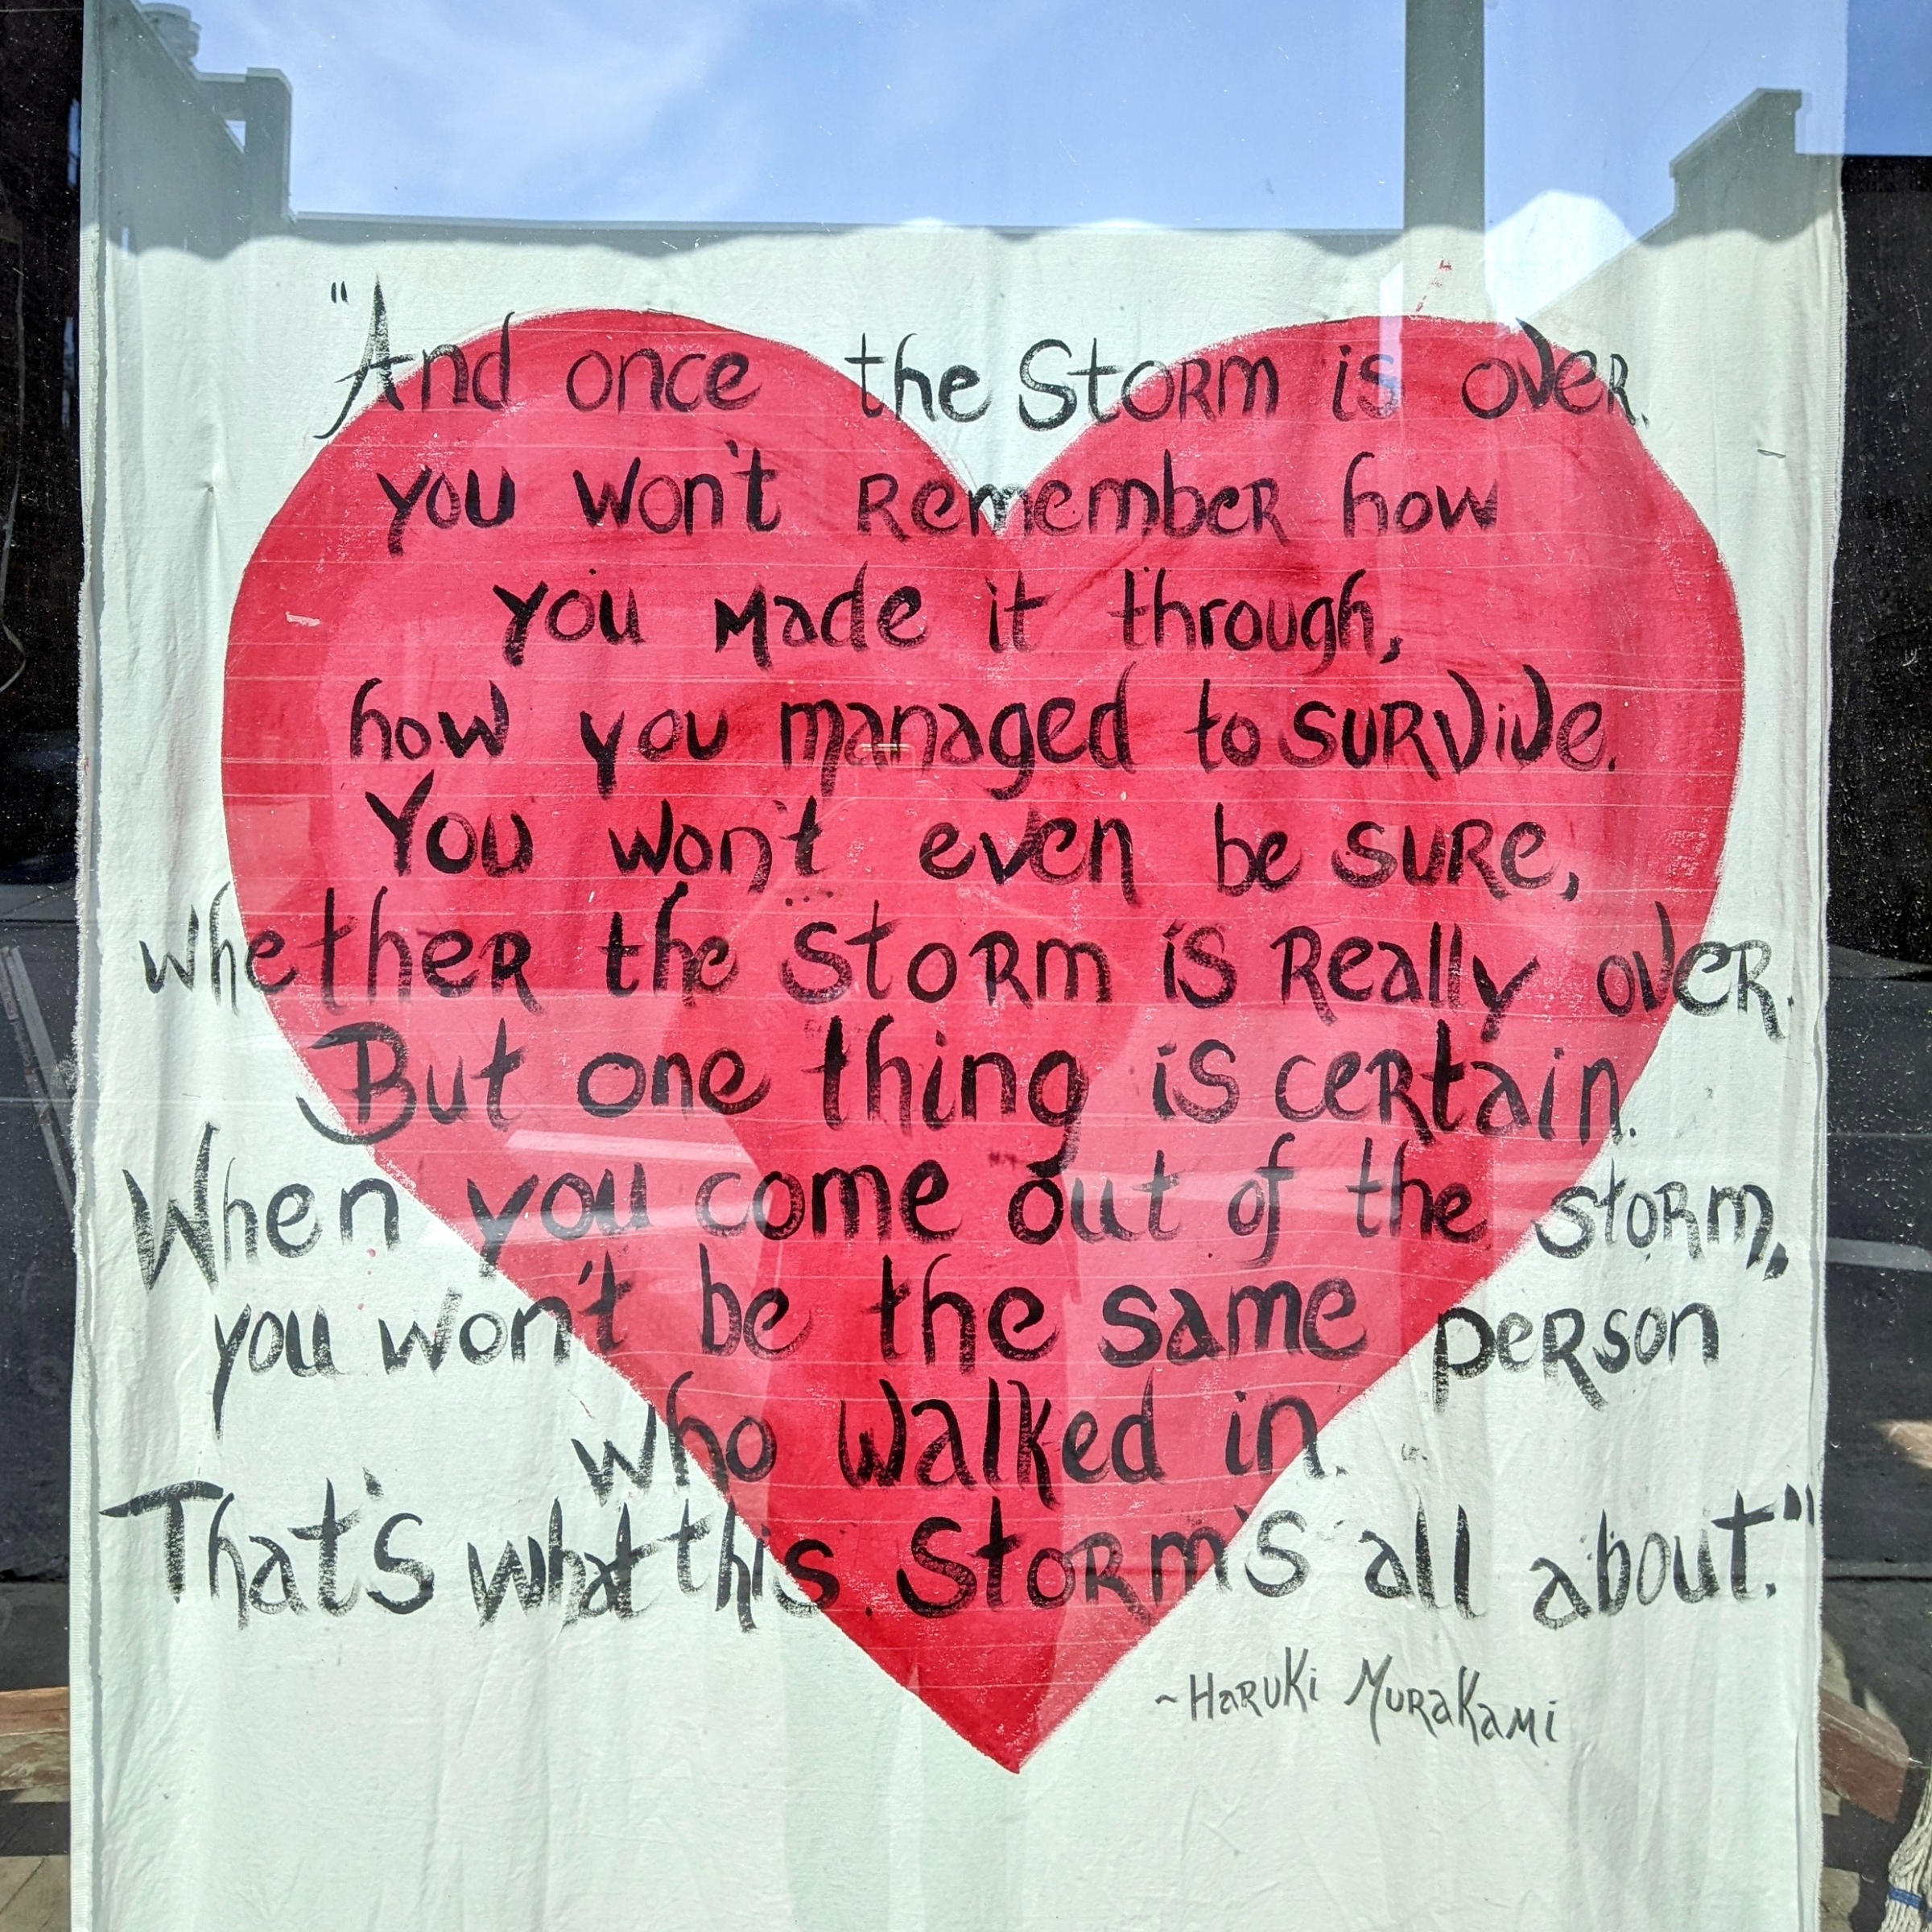 "And once the Storm is over.
you won't Remember how
you Made it through,
how you managed to survive.
You won't even be sure,
whether the Storm is Really over.
But one thing is certain.
When you come out of the storm,
you won't be the same person
who walked in.
That's what this Storm's all about."
~Haruki Murakami